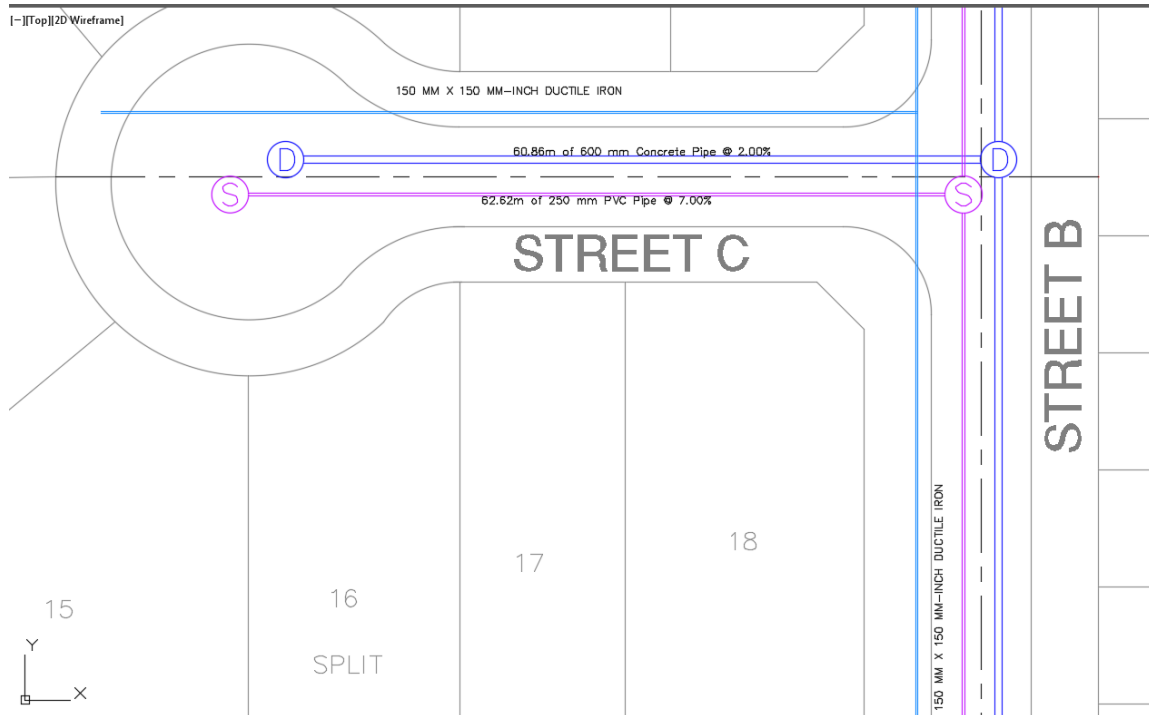 [−][Top][2D Wireframe]
150 MM X 150 MM-INCH DUCTILE IRON
D
60.86m of 600 mm Concrete Pipe @ 2.00%
D
S
62.62m of 250 mm PVC Pipe @ 7.00%
S
STREET C
STREET B
150 MM X 150 MM-INCH DUCTILE IRON
15
16
SPLIT
17
18
Y
X